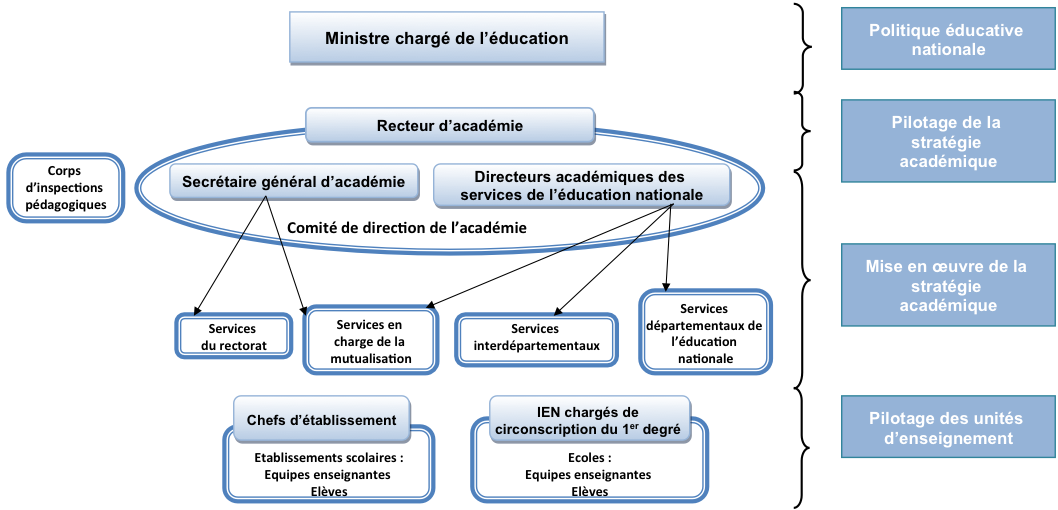 Ministre chargé de l’éducation
Politique éducative
nationale
Recteur d’académie
Pilotage de la
stratégie
académique
Corps
d’inspections
pédagogiques
Secrétaire général d’académie
Directeurs académiques des
services de l’éducation nationale
Comité de direction de l’académie
Mise en œuvre de la
stratégie
académique
Services
du rectorat
Services en
charge de la
mutualisation
Services
interdépartementaux
Services
départementaux de
l’éducation
nationale
Chefs d’établissement
Etablissements scolaires :
Equipes enseignantes
Elèves
IEN chargés de
circonscription du 1er degré
Ecoles :
Equipes enseignantes
Elèves
Pilotage des unités
d’enseignement